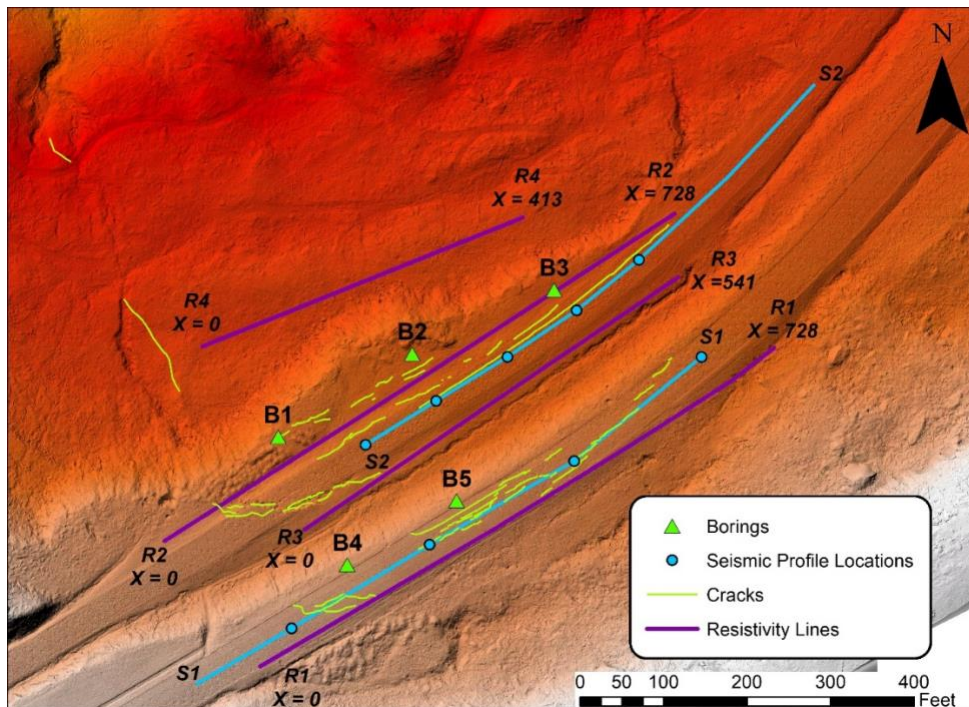 N
S2
R4
X = 413
R2
X = 728
R3
X =541
B3
R4
X = 0
R1
X = 728
B2
S1
B1
S2
B5
R3
X = 0
B4
R2
X = 0
S1
R1
X = 0
Borings
Seismic Profile Locations
Cracks
Resistivity Lines
0 50 100 200 300 400
Feet